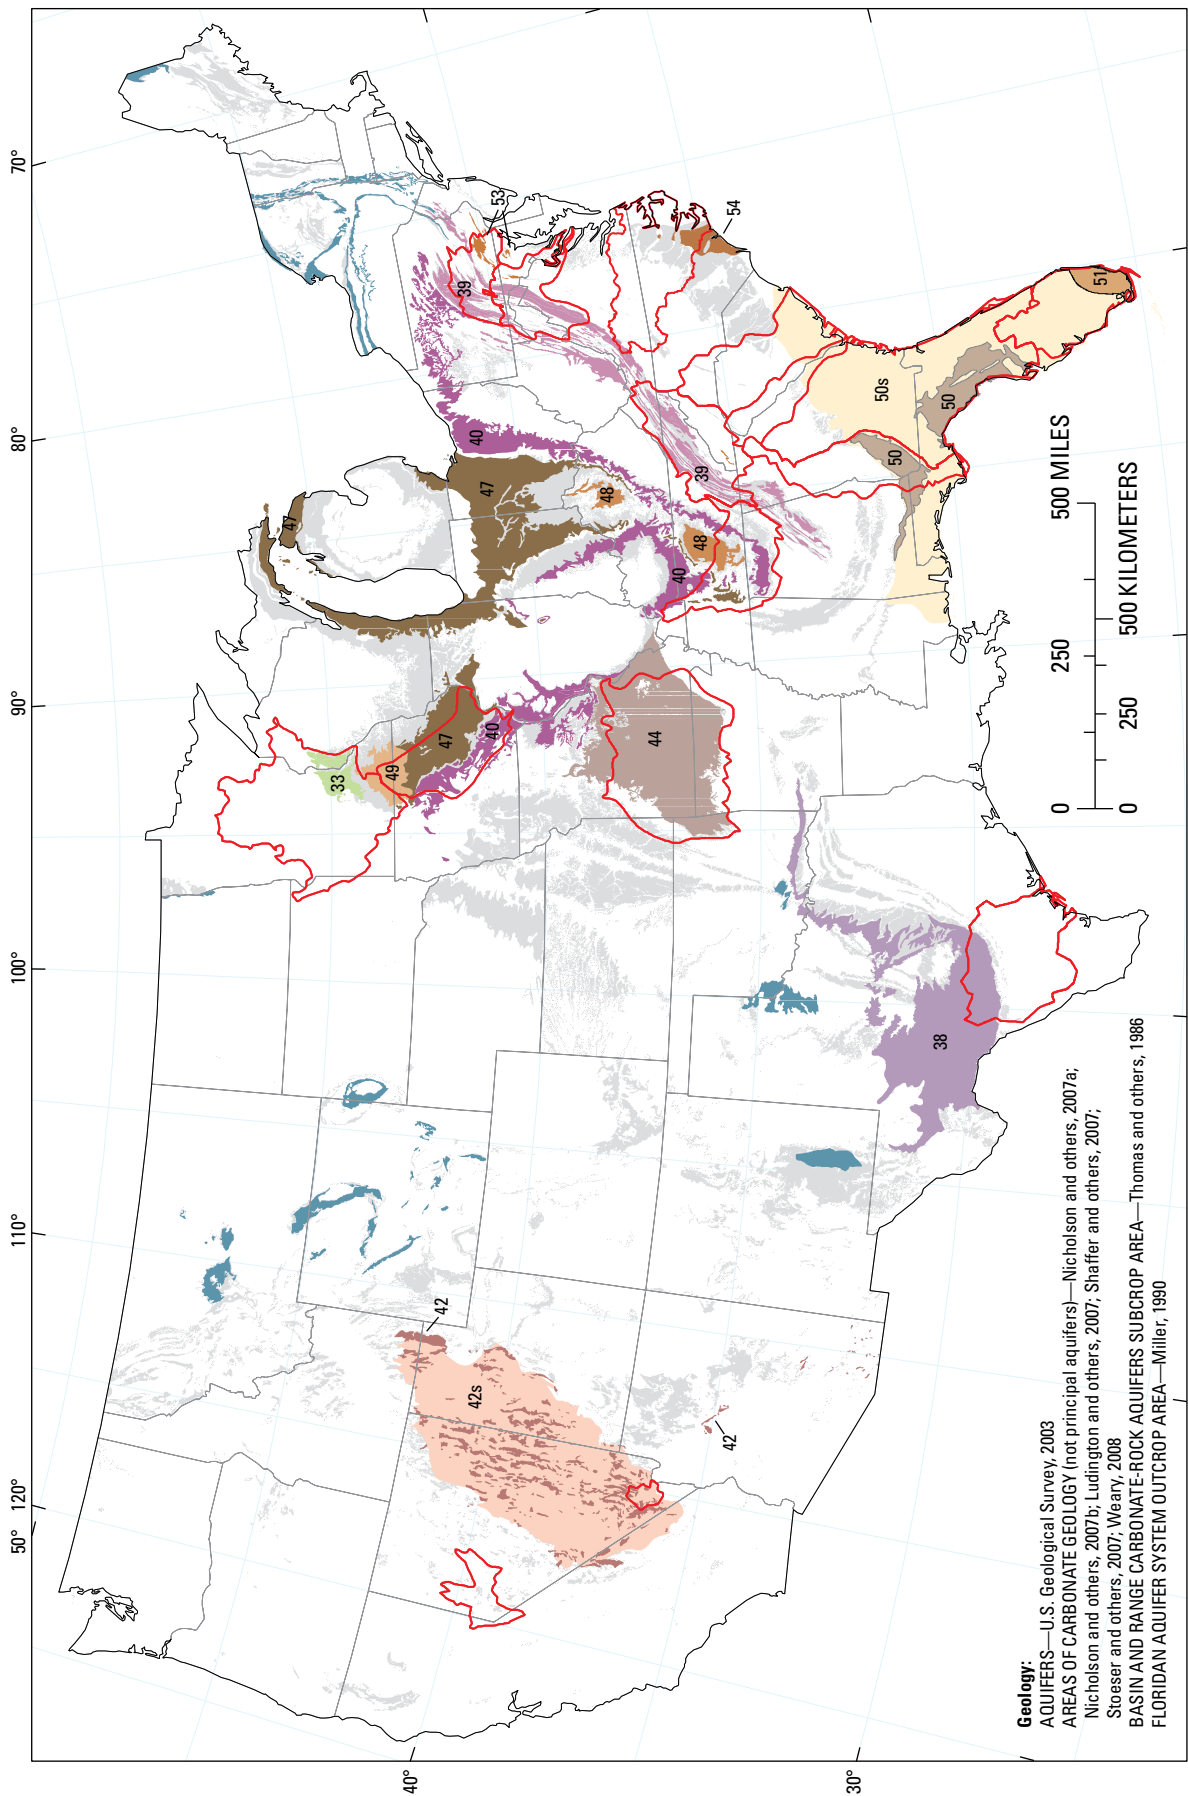 120°
110°
100°
90°
80°
70°
50°
40°
30°
42
42s
42
33
49
47
40
47
47
40
48
48
40
39
39
53
54
44
38
50
50
50s
51
0 250 500 MILES
0 250 500 KILOMETERS
Geology:
AQUIFERS—U.S. Geological Survey, 2003
AREAS OF CARBONATE GEOLOGY (not principal aquifers)—Nicholson and others, 2007a;
Nicholson and others, 2007b; Ludington and others, 2007; Shaffer and others, 2007;
Stoeser and others, 2007; Weary, 2008
BASIN AND RANGE CARBONATE-ROCK AQUIFERS SUBCROP AREA—Thomas and others, 1986
FLORIDAN AQUIFER SYSTEM OUTCROP AREA—Miller, 1990